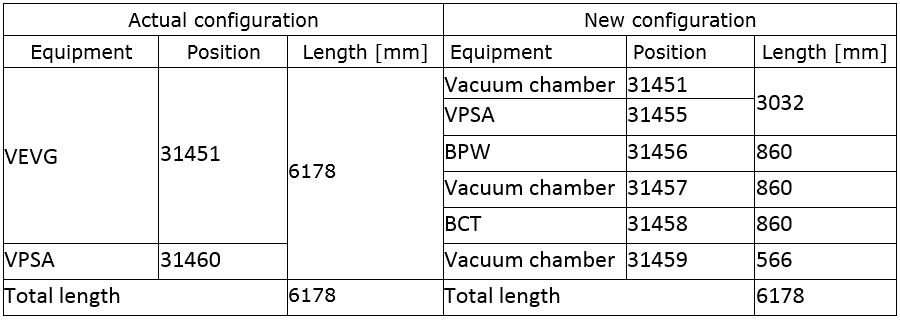 Actual configuration New configuration
Equipment Position Length [mm] Equipment Position Length [mm]
VEVG 31451 6178 Vacuum chamber 31451 3032
VPSA 31455
BPW 31456 860
Vacuum chamber 31457 860
BCT 31458 860
VPSA 31460 Vacuum chamber 31459 566
Total length 6178 Total length 6178